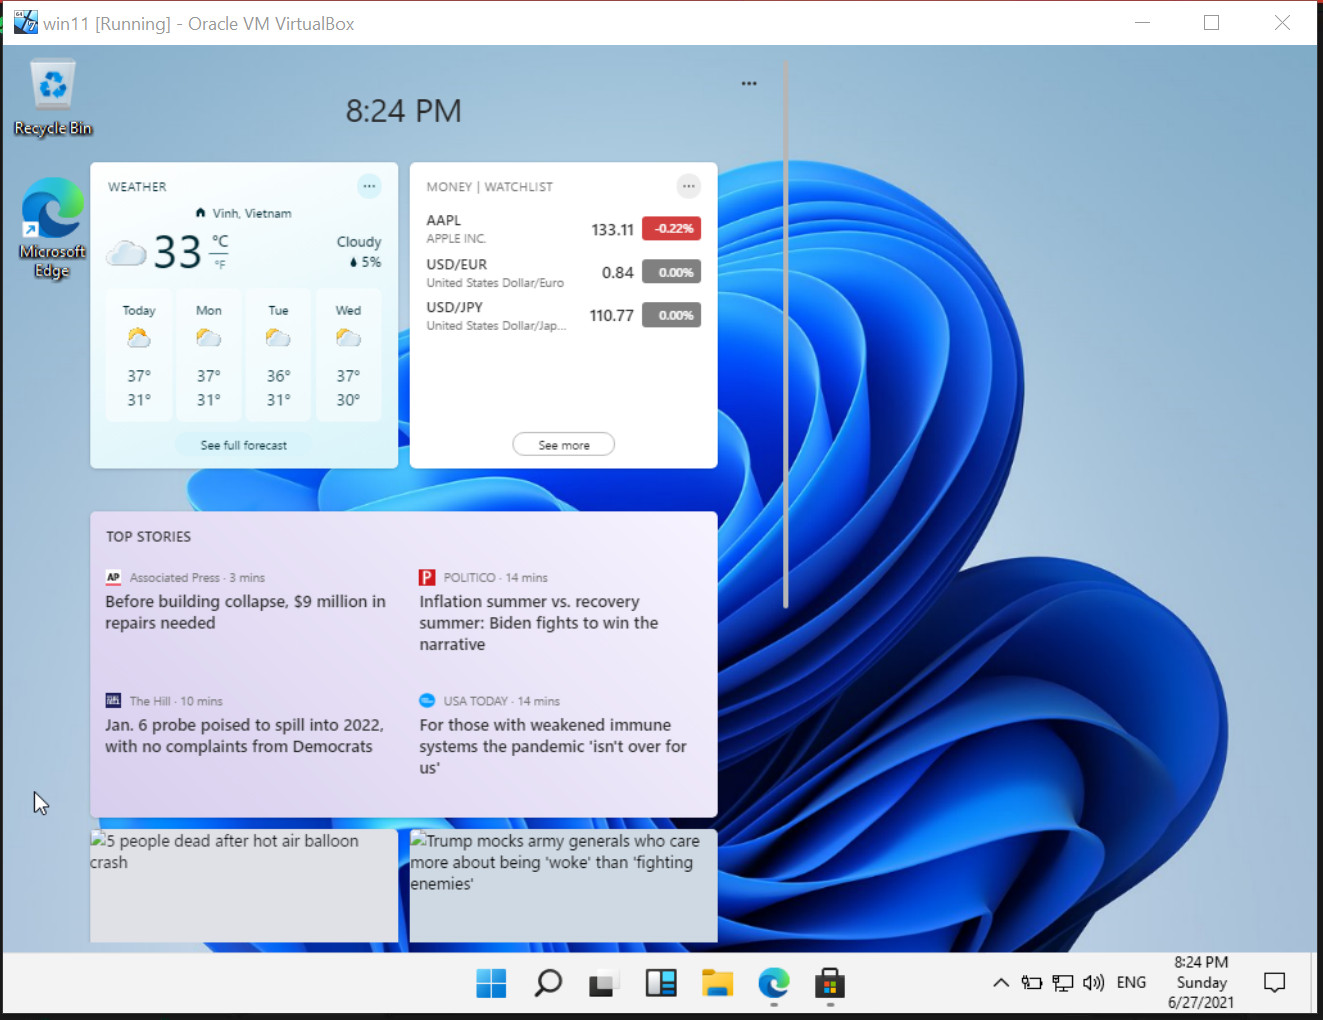 win11 [Running] - Oracle VM VirtualBox
Recycle Bin
Microsoft
Edge
8:24 PM
WEATHER
Vinh, Vietnam
33 °C
°F
Cloudy
5%
Today Mon Tue Wed
37° 37° 36° 37°
31° 31° 31° 30°
See full forecast
MONEY | WATCHLIST
AAPL
APPLE INC.
133.11 -0.22%
USD/EUR
United States Dollar/Euro
0.84 0.00%
USD/JPY
United States Dollar/Jap...
110.77 0.00%
See more
TOP STORIES
AP Associated Press · 3 mins
Before building collapse, $9 million in
repairs needed
P POLITICO · 14 mins
Inflation summer vs. recovery
summer: Biden fights to win the
narrative
The Hill · 10 mins
Jan. 6 probe poised to spill into 2022,
with no complaints from Democrats
USA TODAY · 14 mins
For those with weakened immune
systems the pandemic 'isn't over for
us'
5 people dead after hot air balloon
crash
Trump mocks army generals who care
more about being 'woke' than 'fighting
enemies'
ENG
8:24 PM
Sunday
6/27/2021